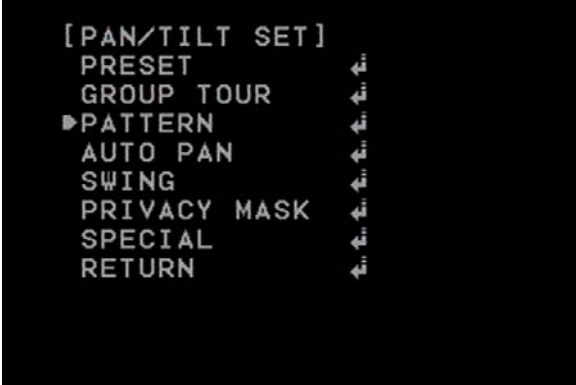 [PAN/TILT SET]
PRESET ↲
GROUP TOUR ↲
▶PATTERN ↲
AUTO PAN ↲
SWING ↲
PRIVACY MASK ↲
SPECIAL ↲
RETURN ↲